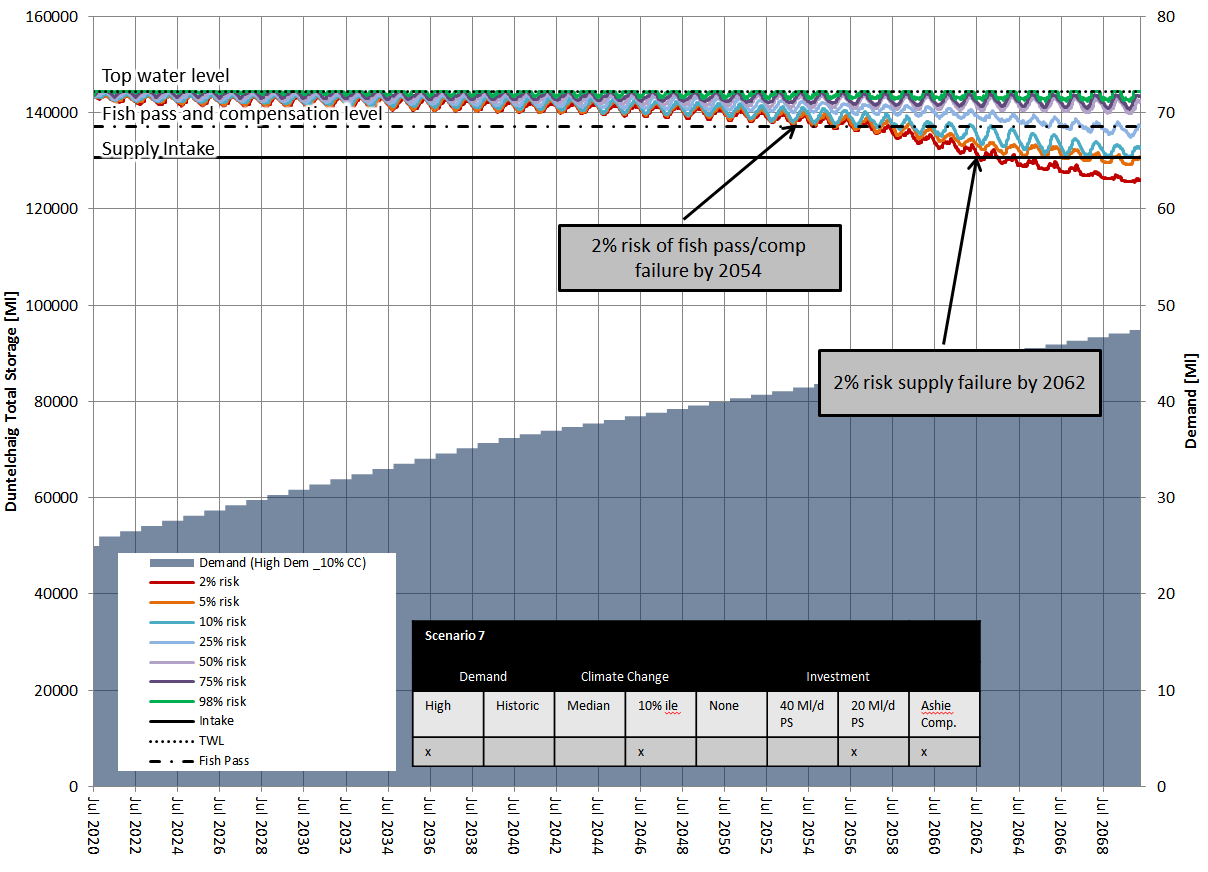 160000
140000
120000
100000
80000
60000
40000
20000
0
Duntelchaig Total Storage [Ml]
80
70
60
50
40
30
20
10
0
Demand [Ml]
Top water level
Fish pass and compensation level
Supply Intake
2% risk of fish pass/comp
failure by 2054
2% risk supply failure by 2062
Demand (High Dem _10% CC)
2% risk
5% risk
10% risk
25% risk
50% risk
75% risk
98% risk
Intake
TWL
Fish Pass
Scenario 7
Demand Climate Change Investment
High Historic Median 10% ile None 40 Ml/d 20 Ml/d Ashie
PS PS Comp.
x x x x
Jul 2020
Jul 2022
Jul 2024
Jul 2026
Jul 2028
Jul 2030
Jul 2032
Jul 2034
Jul 2036
Jul 2038
Jul 2040
Jul 2042
Jul 2044
Jul 2046
Jul 2048
Jul 2050
Jul 2052
Jul 2054
Jul 2056
Jul 2058
Jul 2060
Jul 2062
Jul 2064
Jul 2066
Jul 2068